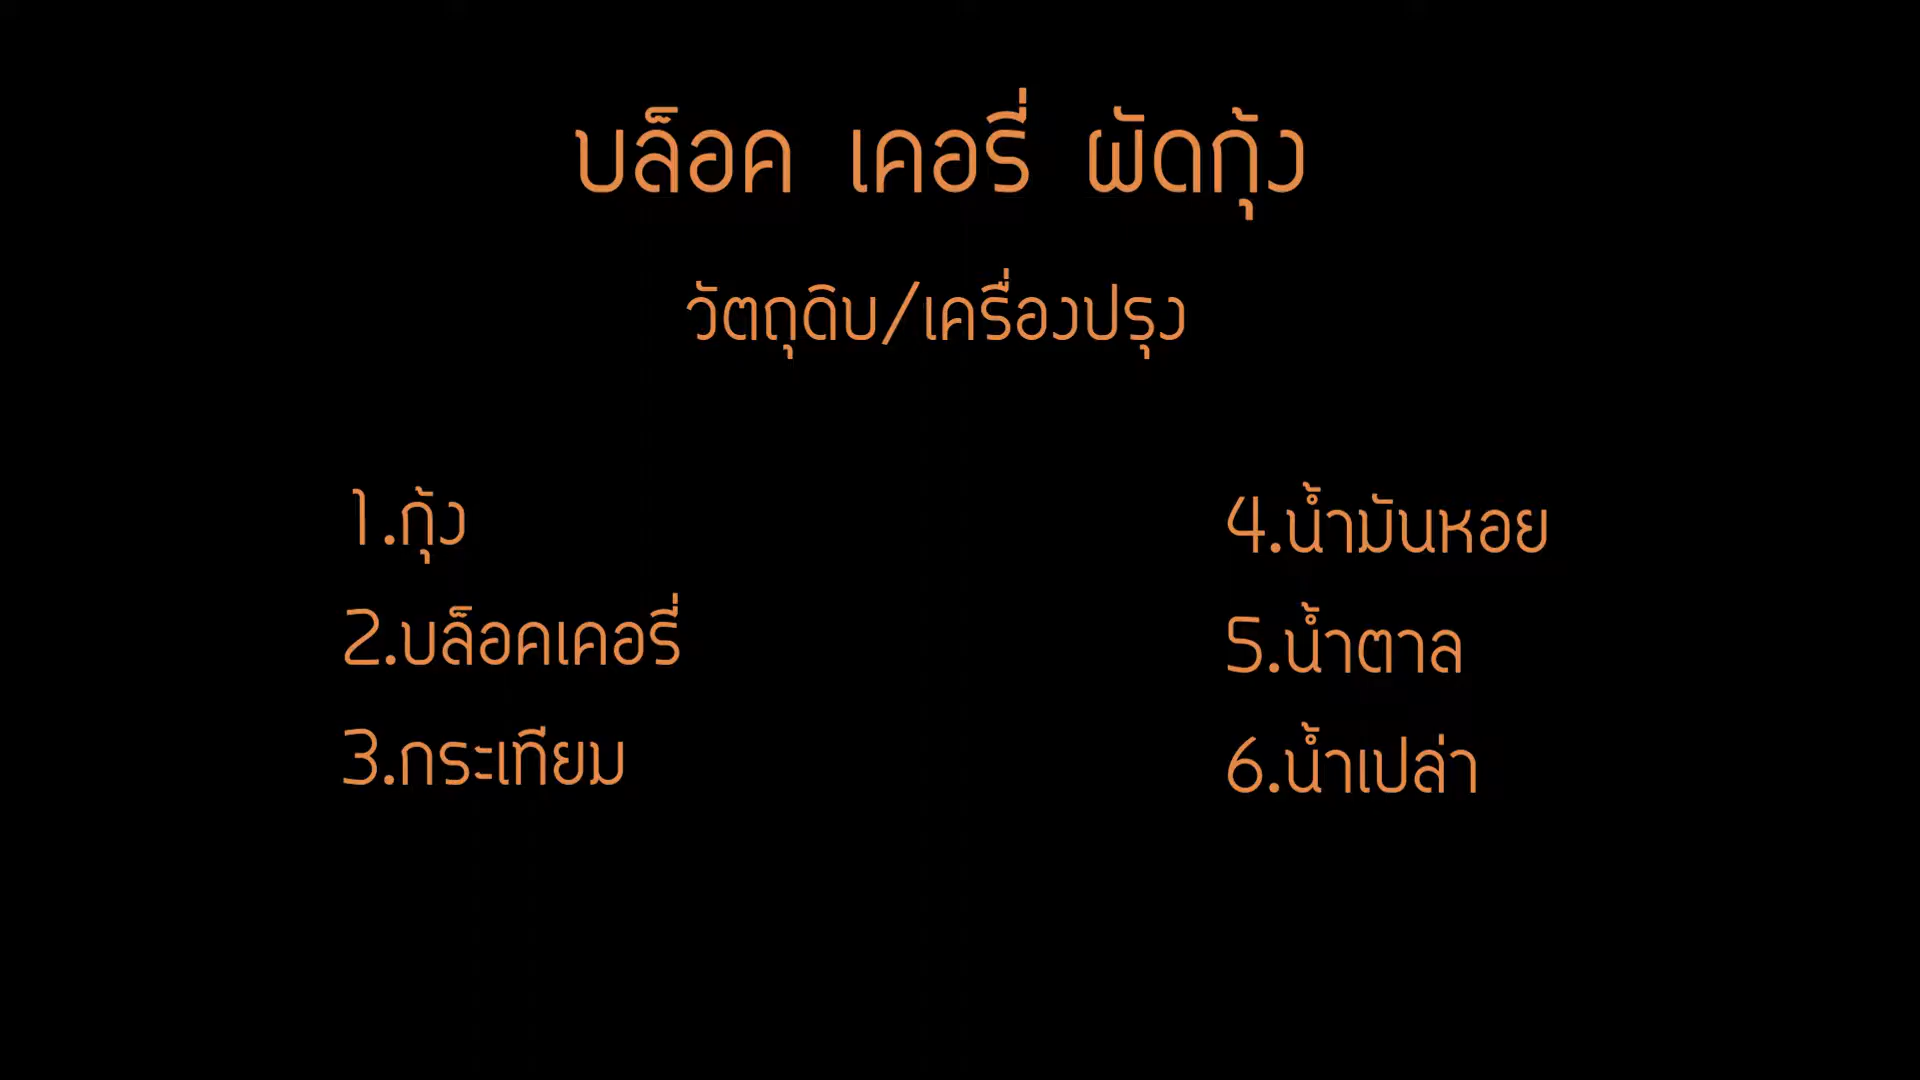 บล็อค เคอรี่ ผัดกุ้ง
วัตถุดิบ/เครื่องปรุง
1.กุ้ง
2.บล็อคเคอรี่
3.กระเทียม
4.น้ำมันหอย
5.น้ำตาล
6.น้ำเปล่า